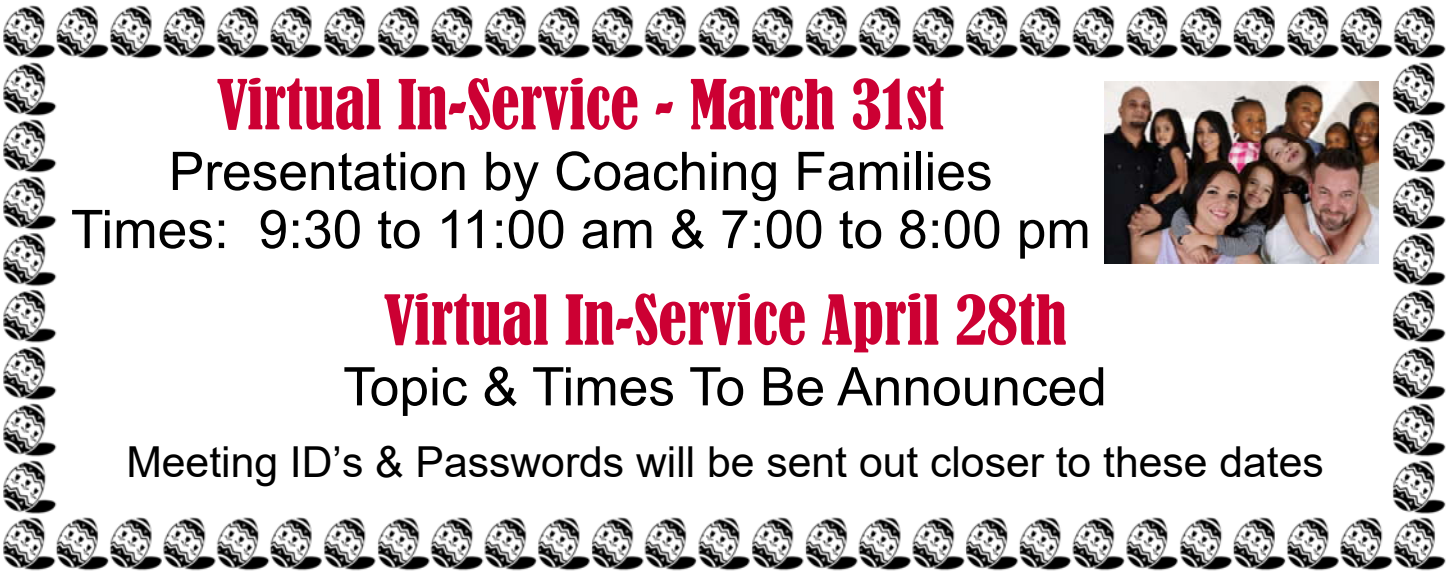 Virtual In-Service - March 31st
Presentation by Coaching Families
Times:  9:30 to 11:00 am & 7:00 to 8:00 pm
Virtual In-Service April 28th
Topic & Times To Be Announced
Meeting ID’s & Passwords will be sent out closer to these dates